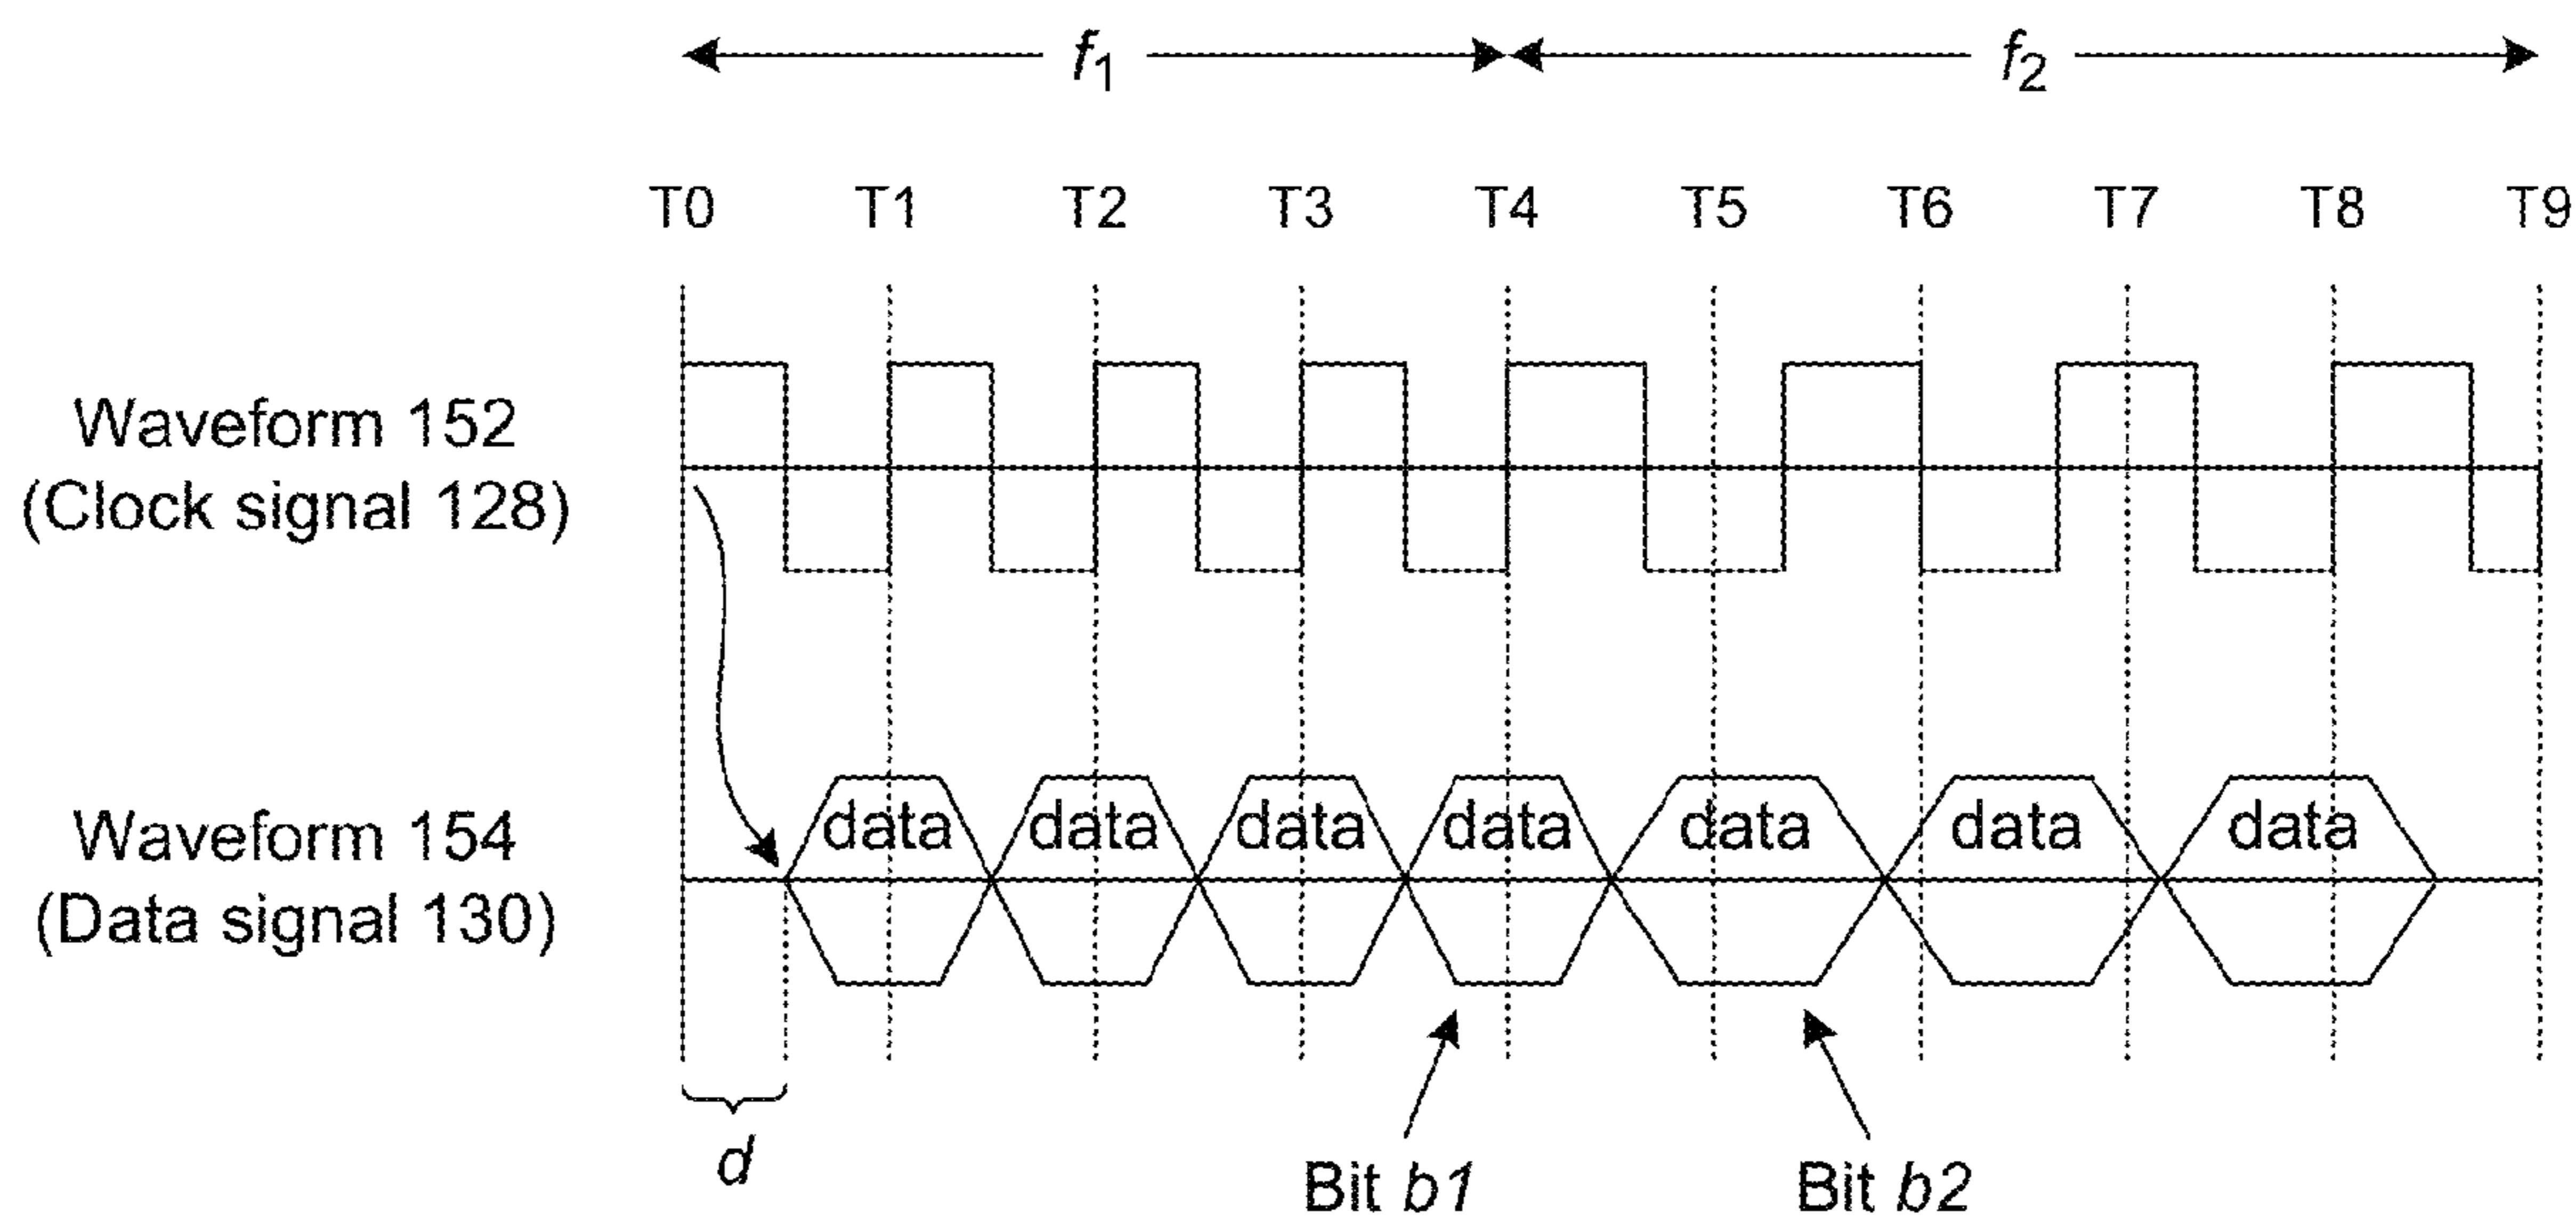 f1 f2
T0 T1 T2 T3 T4 T5 T6 T7 T8 T9
Waveform 152
(Clock signal 128)
data data data data data data data
Waveform 154
(Data signal 130)
d
Bit b1 Bit b2